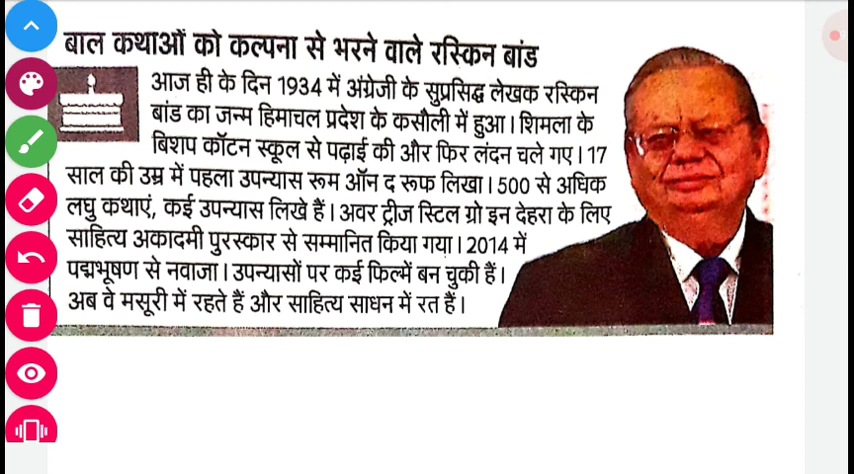 बाल कथाओं को कल्पना से भरने वाले रस्किन बांड
आज ही के दिन 1934 में अंग्रेजी के सुप्रसिद्ध लेखक रस्किन
बांड का जन्म हिमाचल प्रदेश के कसौली में हुआ। शिमला के
बिशप कॉटन स्कूल से पढ़ाई की और फिर लंदन चले गए। 17
साल की उम्र में पहला उपन्यास रूम ऑन द रूफ लिखा। 500 से अधिक
लघु कथाएं, कई उपन्यास लिखे हैं। अवर ट्रीज स्टिल ग्रो इन देहरा के लिए
साहित्य अकादमी पुरस्कार से सम्मानित किया गया। 2014 में
पद्मभूषण से नवाजा। उपन्यासों पर कई फिल्में बन चुकी हैं।
अब वे मसूरी में रहते हैं और साहित्य साधन में रत हैं।